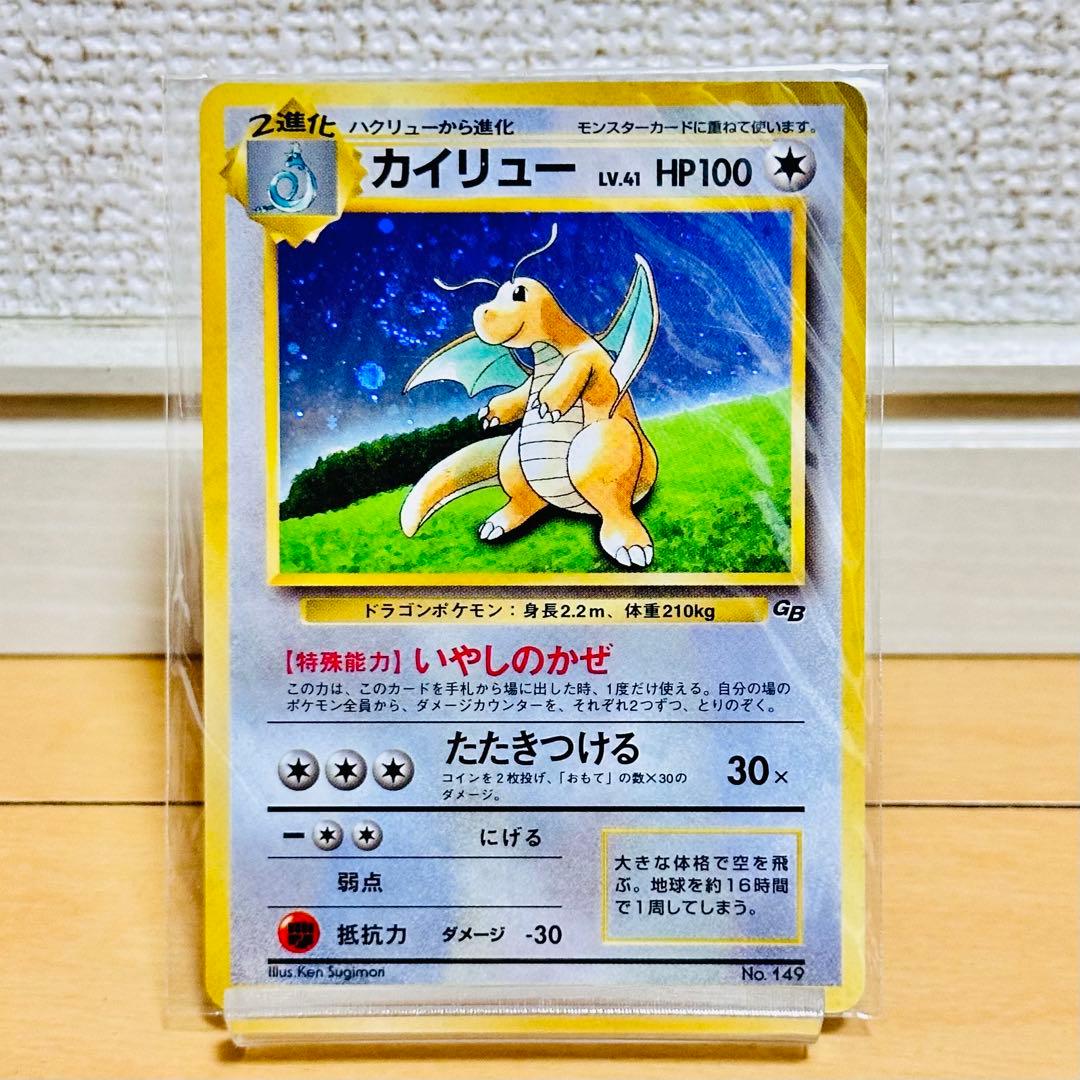 2進化 ハクリューから進化 モンスターカードに重ねて使います。
カイリュー LV.41 HP100
ドラゴンポケモン：身長2.2m、体重210kg GB
【特殊能力】いやしのかぜ
この力は、このカードを手札から場に出した時、1度だけ使える。自分の場の
ポケモン全員から、ダメージカウンターを、それぞれ2つずつ、とりのぞく。
たたきつける
コインを２枚投げ、「おもて」の数×30の
ダメージ。
30×
にげる
弱点
抵抗力 ダメージ -30
大きな体格で空を飛
ぶ。地球を約16時間
で1周してしまう。
Illus.Ken Sugimori No. 149